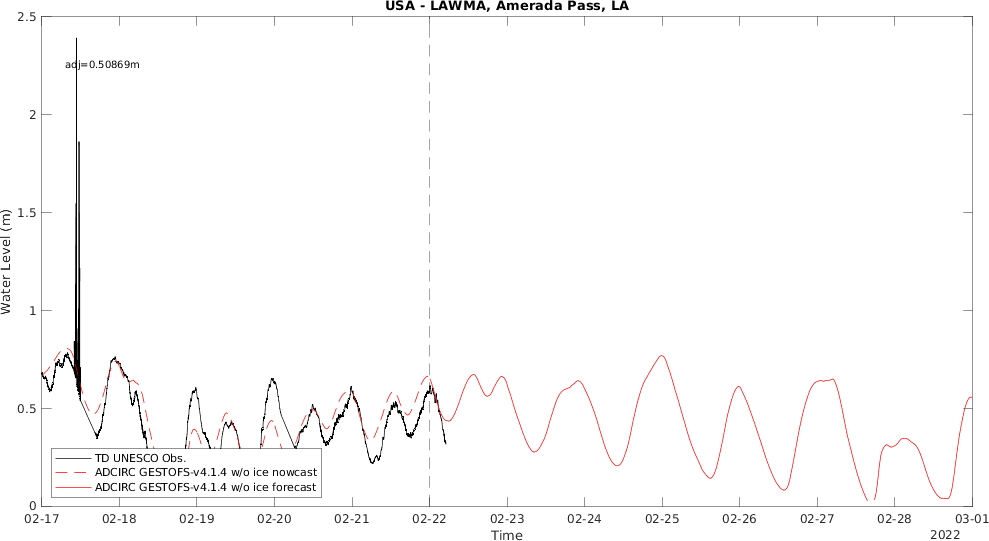 USA - LAWMA, Amerada Pass, LA
2.5
adj=0.50869m
2
1.5
Water Level (m)
1
0.5
TD UNESCO Obs.
ADCIRC GESTOFS-v4.1.4 w/o ice nowcast
ADCIRC GESTOFS-v4.1.4 w/o ice forecast
0
02-17 02-18 02-19 02-20 02-21 02-22 02-23 02-24 02-25 02-26 02-27 02-28 03-01
Time
2022